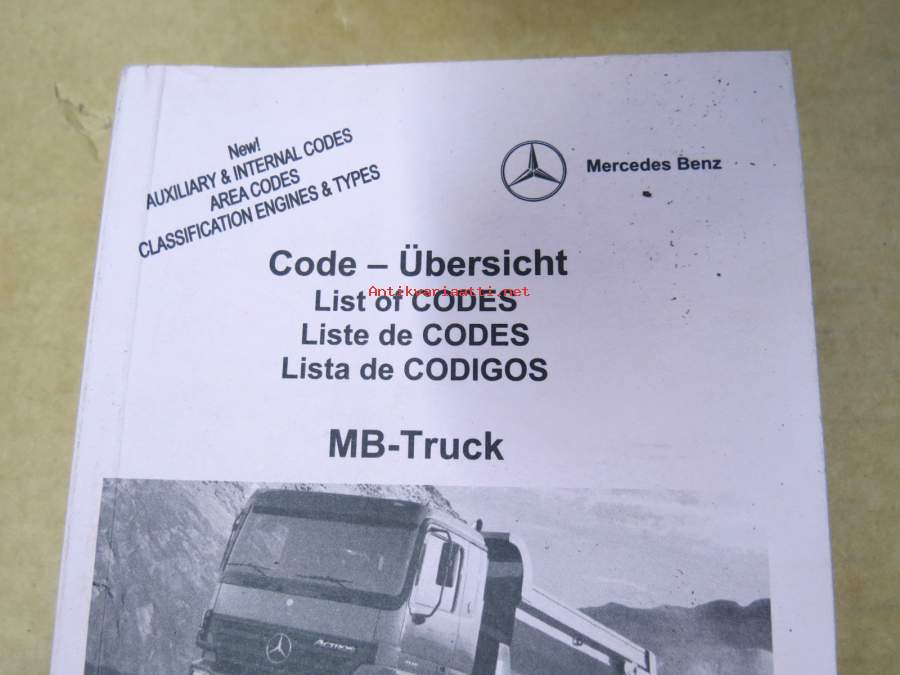 New!
AUXILIARY & INTERNAL CODES
AREA CODES
CLASSIFICATION ENGINES & TYPES
Mercedes Benz
Code – Übersicht
Antikvariaatti.net
List of CODES
Liste de CODES
Lista de CODIGOS
MB-Truck
ACTROS